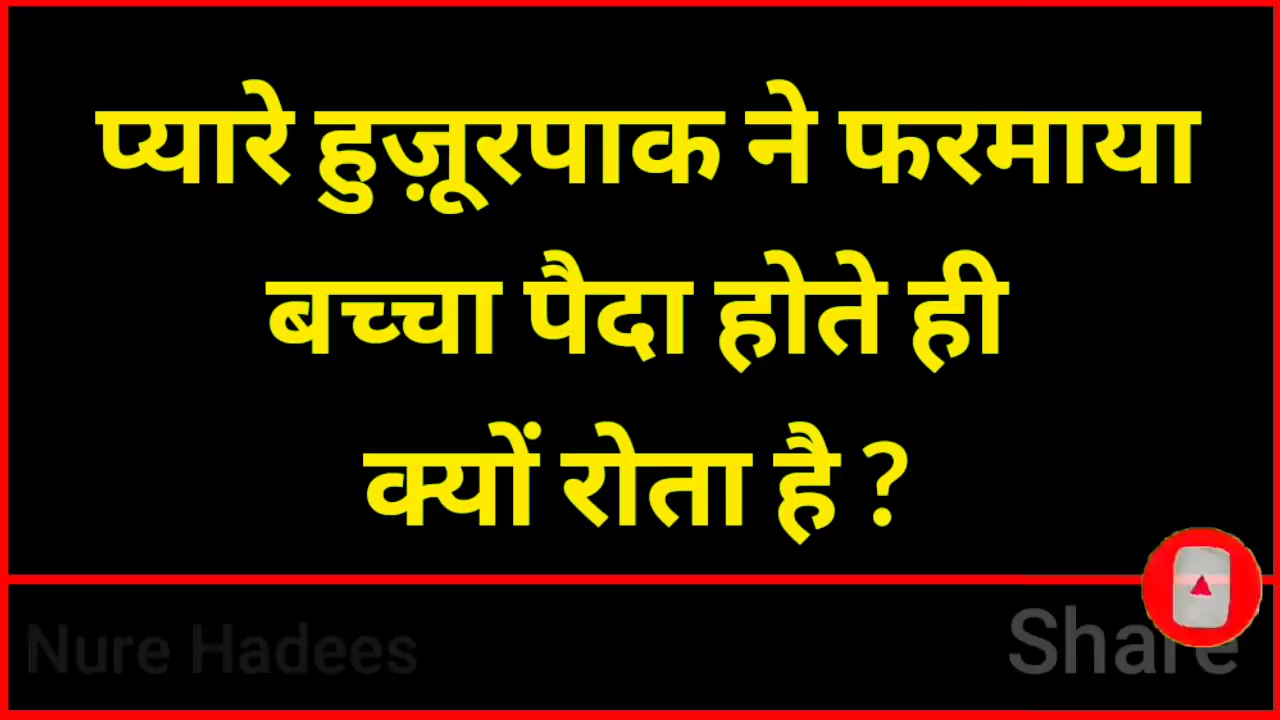 प्यारे हुज़ूरपाक ने फरमाया
बच्चा पैदा होते ही
क्यों रोता है ?
Nure Hadees
Share